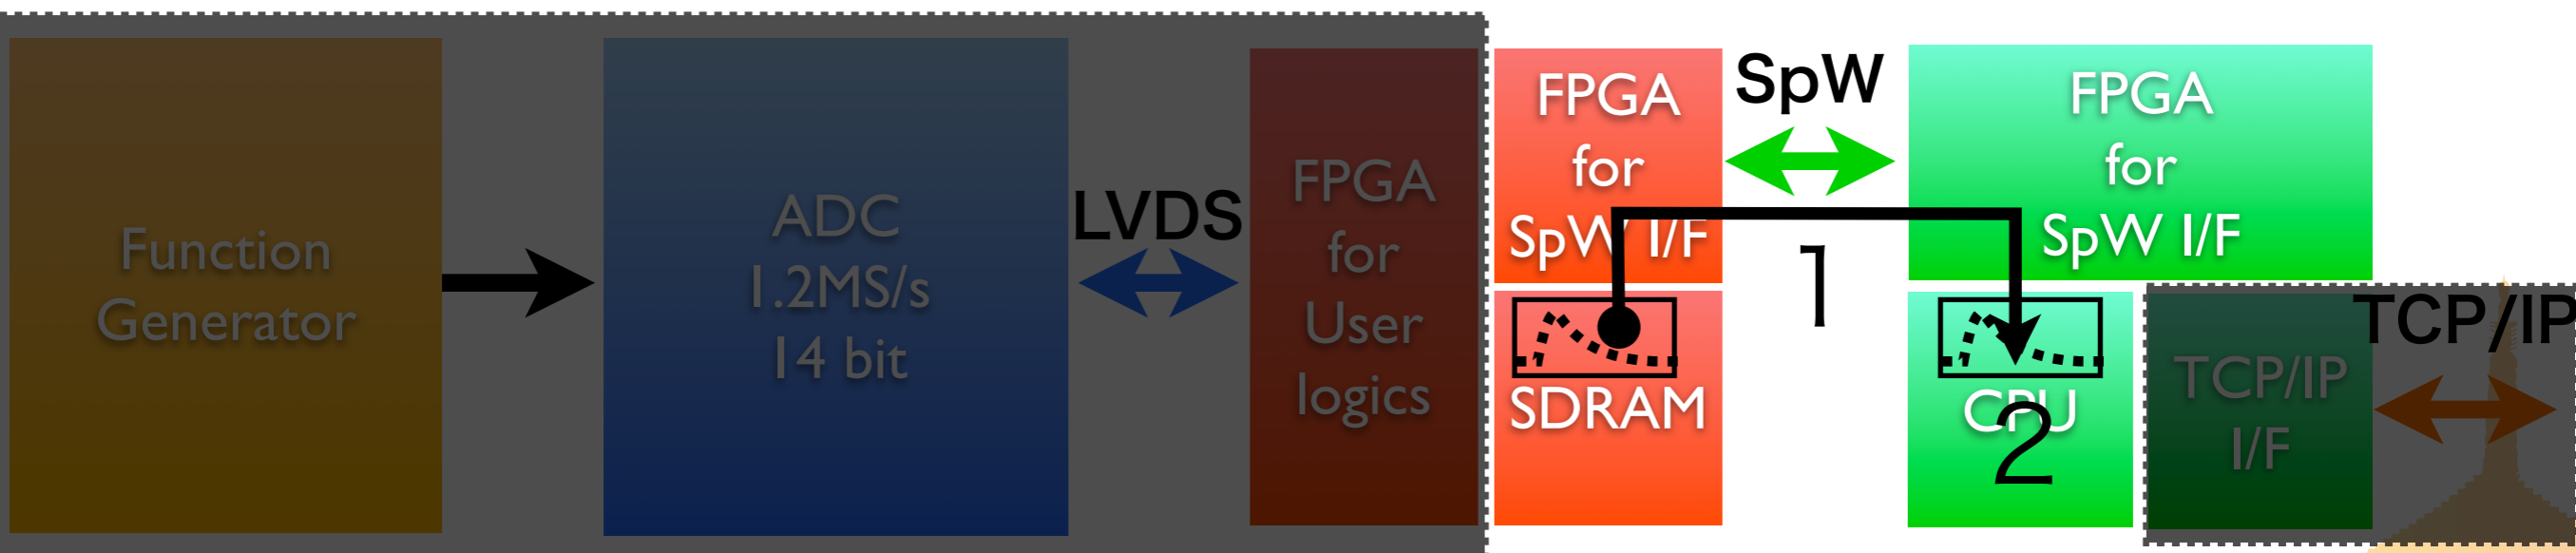 Function
Generator
ADC
1.2MS/s
14 bit
LVDS
FPGA
for
User
logics
FPGA
for
SpW I/F
SDRAM
SpW
1
FPGA
for
SpW I/F
CPU
2
TCP/IP
I/F
TCP/IP